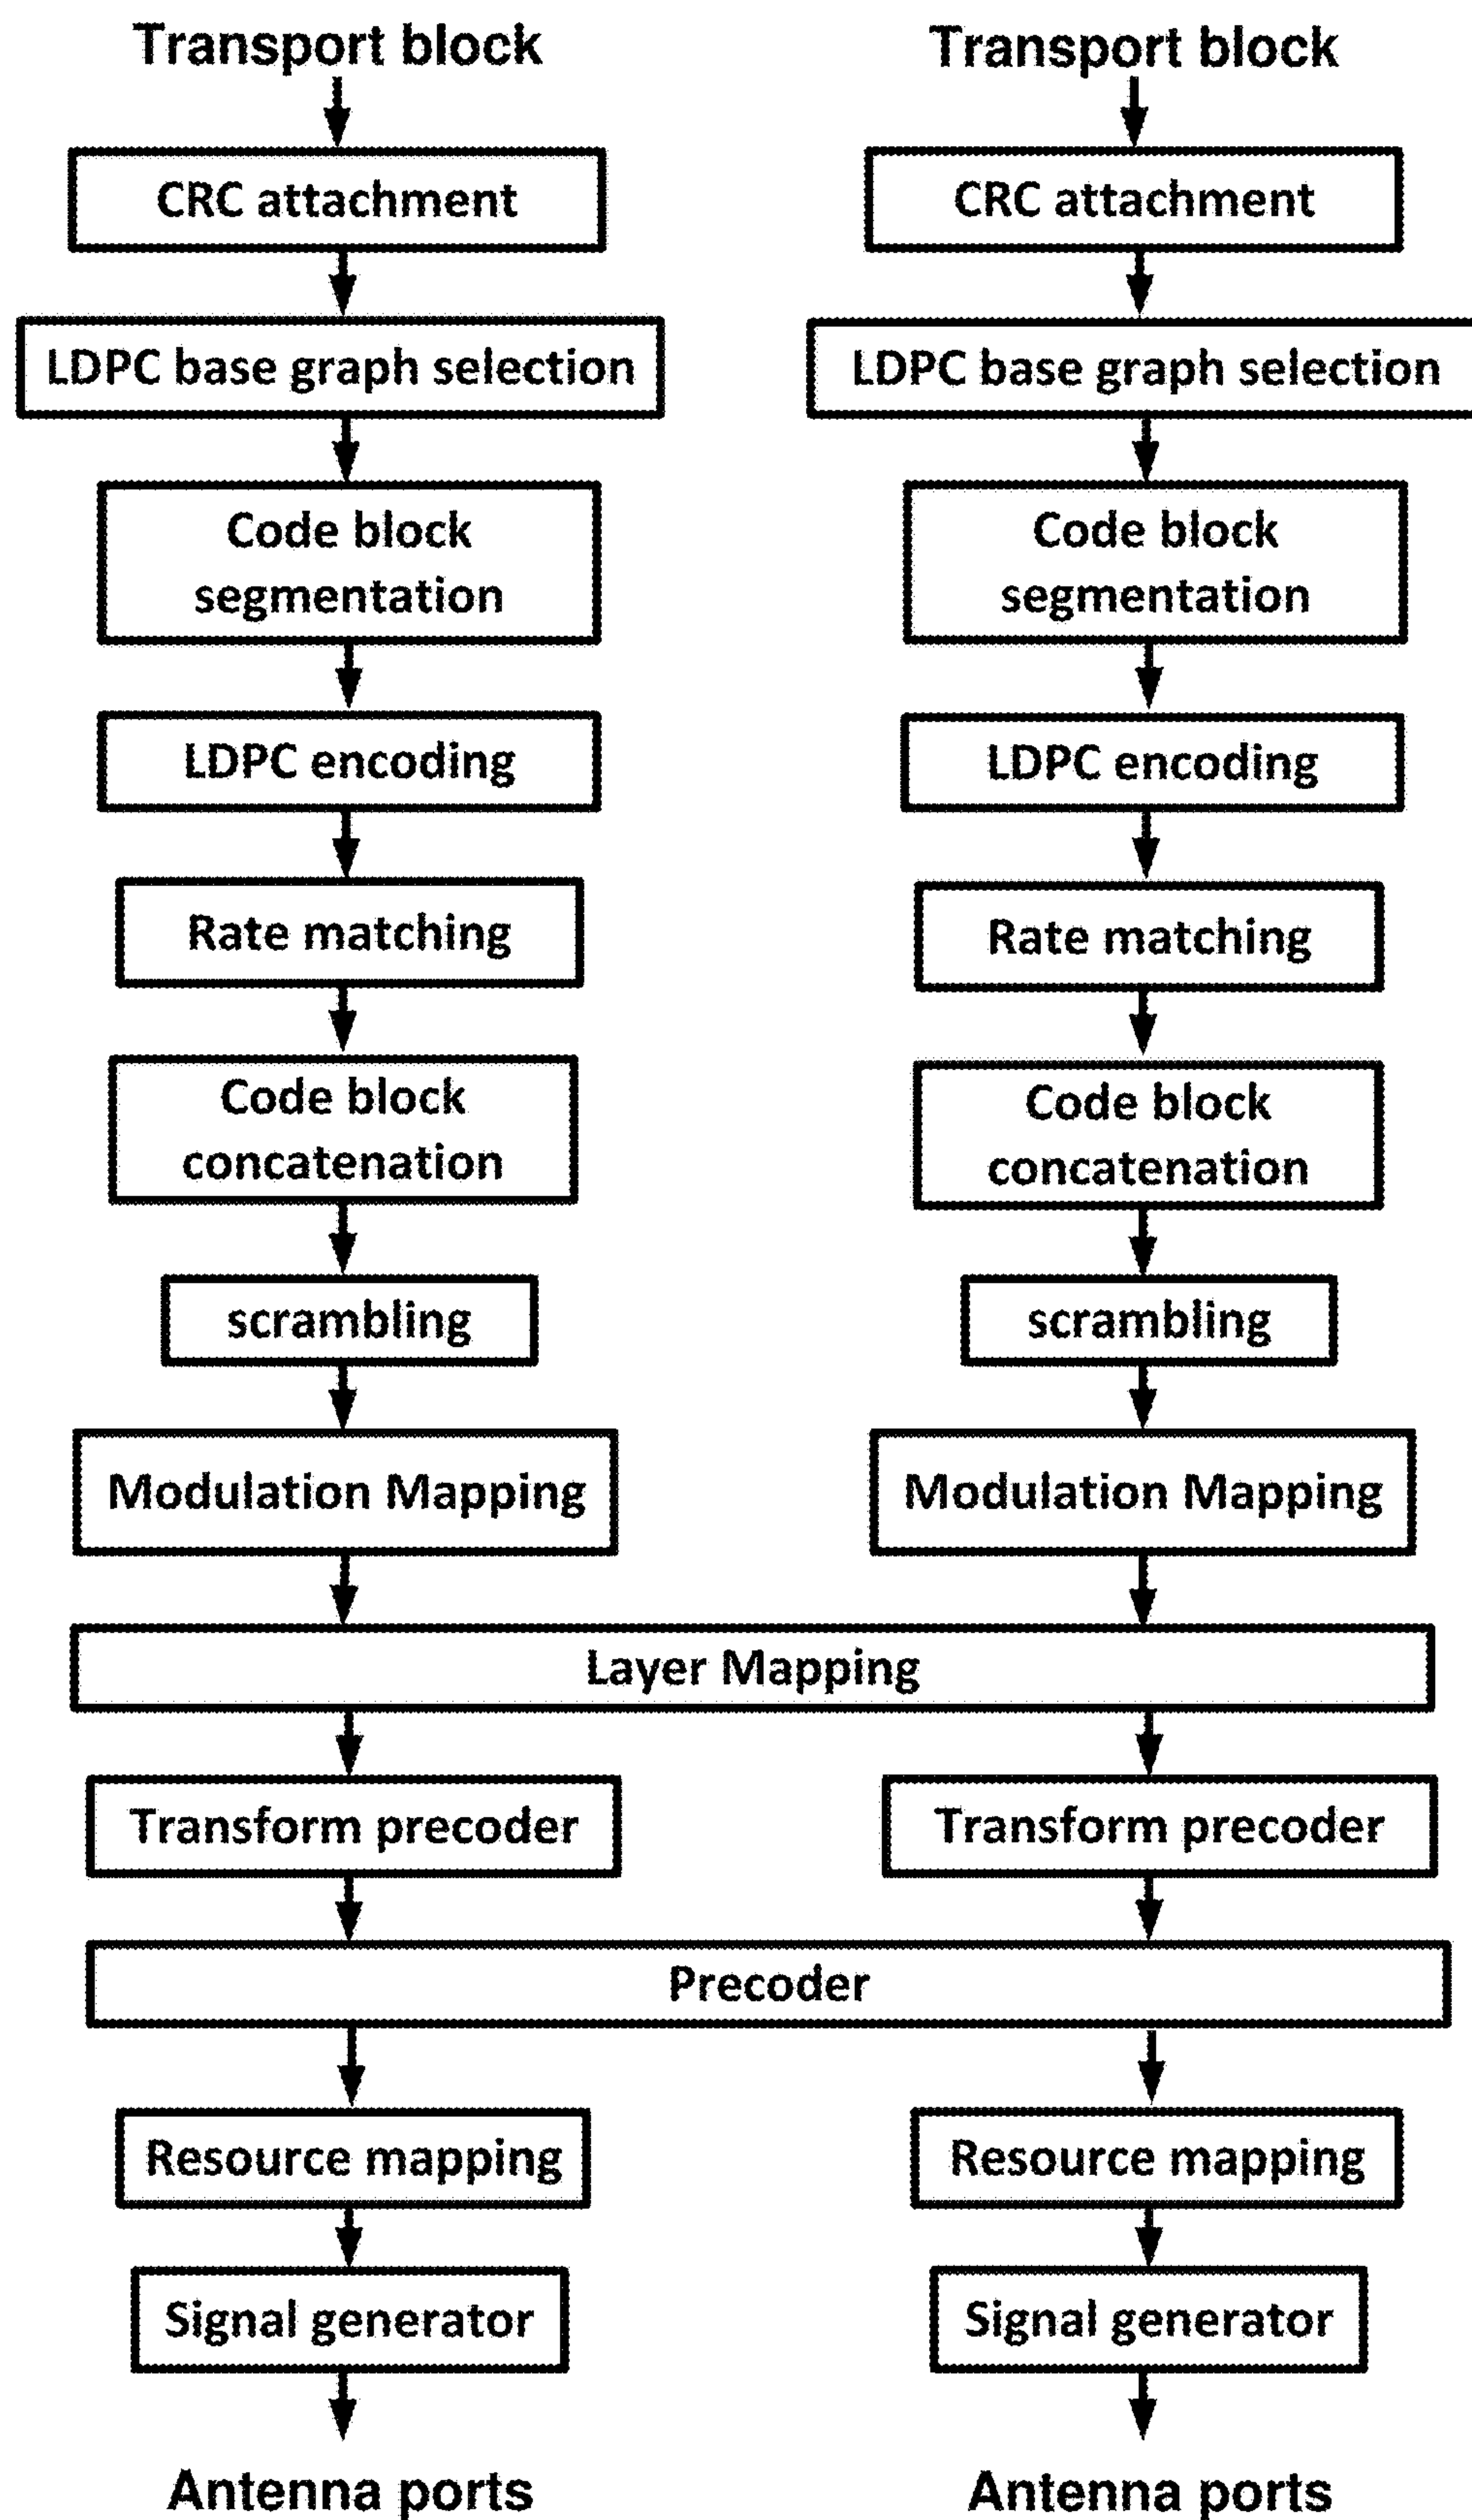 Transport block
Transport block
CRC attachment
CRC attachment
LDPC base graph selection
LDPC base graph selection
Code block
segmentation
Code block
segmentation
LDPC encoding
LDPC encoding
Rate matching
Rate matching
Code block
concatenation
Code block
concatenation
scrambling
scrambling
Modulation Mapping
Modulation Mapping
Layer Mapping
Transform precoder
Transform precoder
Precoder
Resource mapping
Resource mapping
Signal generator
Signal generator
Antenna ports
Antenna ports